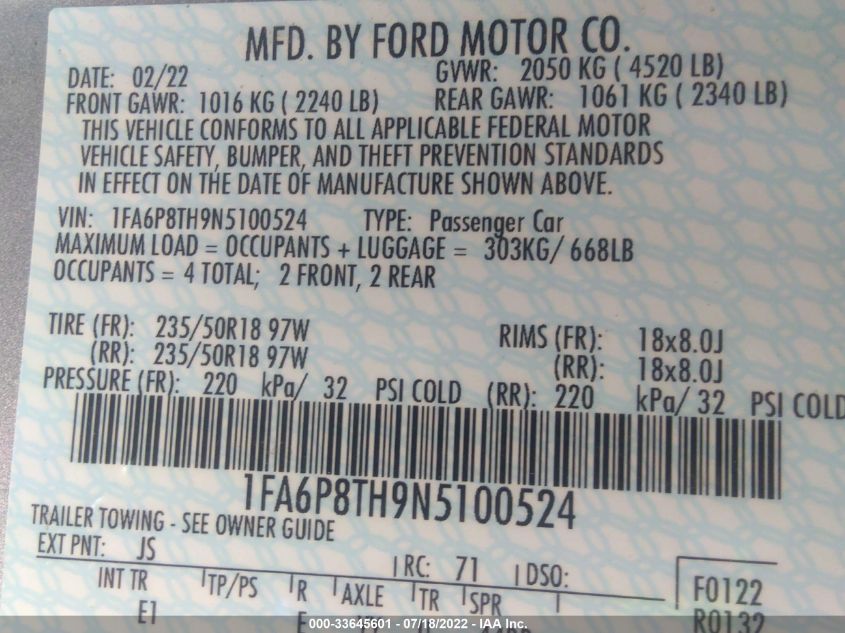 MFD. BY FORD MOTOR CO.
DATE: 02/22 GVWR: 2050 KG ( 4520 LB)
FRONT GAWR: 1016 KG ( 2240 LB) REAR GAWR: 1061 KG ( 2340 LB)
THIS VEHICLE CONFORMS TO ALL APPLICABLE FEDERAL MOTOR
VEHICLE SAFETY, BUMPER, AND THEFT PREVENTION STANDARDS
IN EFFECT ON THE DATE OF MANUFACTURE SHOWN ABOVE.
VIN: 1FA6P8TH9N5100524 TYPE: Passenger Car
MAXIMUM LOAD = OCCUPANTS + LUGGAGE = 303KG/ 668LB
OCCUPANTS = 4 TOTAL; 2 FRONT, 2 REAR
TIRE (FR): 235/50R18 97W RIMS (FR): 18x8.0J
(RR): 235/50R18 97W (RR): 18x8.0J
PRESSURE (FR): 220 kPa/ 32 PSI COLD (RR): 220 kPa/ 32 PSI COLD
1FA6P8TH9N5100524
TRAILER TOWING - SEE OWNER GUIDE
EXT PNT: JS RC: 71 DSO:
INT TR TP/PS R AXLE TR SPR F0122
E1 R0132
000-33645601 - 07/18/2022 - IAA Inc.